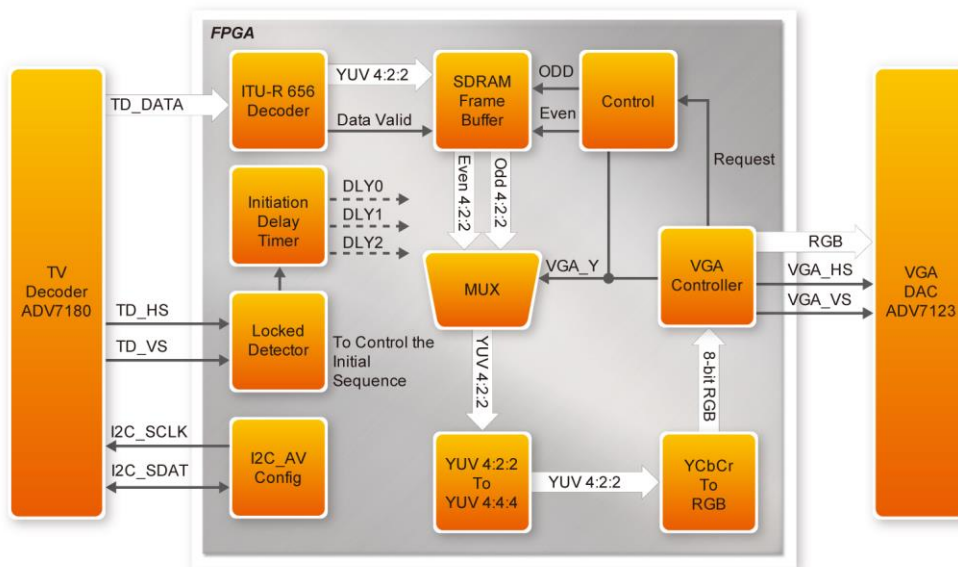 FPGA
TV
Decoder
ADV7180
TD_DATA
TD_HS
TD_VS
I2C_SCLK
I2C_SDAT
ITU-R 656
Decoder
YUV 4:2:2
Data Valid
SDRAM
Frame
Buffer
ODD
Even
Control
Request
Initiation
Delay
Timer
DLY0
DLY1
DLY2
Even 4:2:2
Odd 4:2:2
MUX
VGA_Y
VGA
Controller
RGB
VGA_HS
VGA_VS
VGA
DAC
ADV7123
Locked
Detector
To Control the
Initial
Sequence
YUV 4:2:2
8-bit RGB
I2C_AV
Config
YUV 4:2:2
To
YUV 4:4:4
YUV 4:2:2
YCbCr
To
RGB